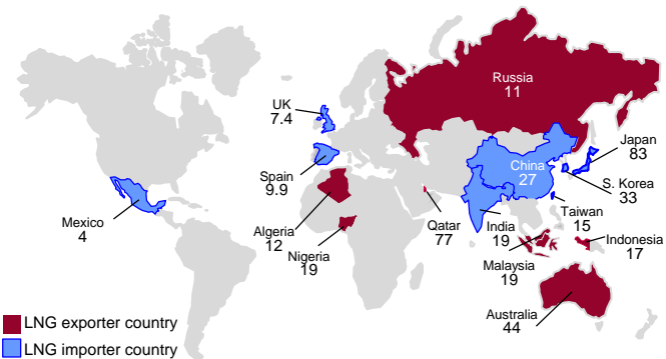 Russia
11
UK
7.4
Japan
83
China
27
Spain
9.9
S. Korea
33
Mexico
4
Algeria
12
Qatar
77
India
19
Taiwan
15
Nigeria
19
Indonesia
17
Malaysia
19
Australia
44
LNG exporter country
LNG importer country